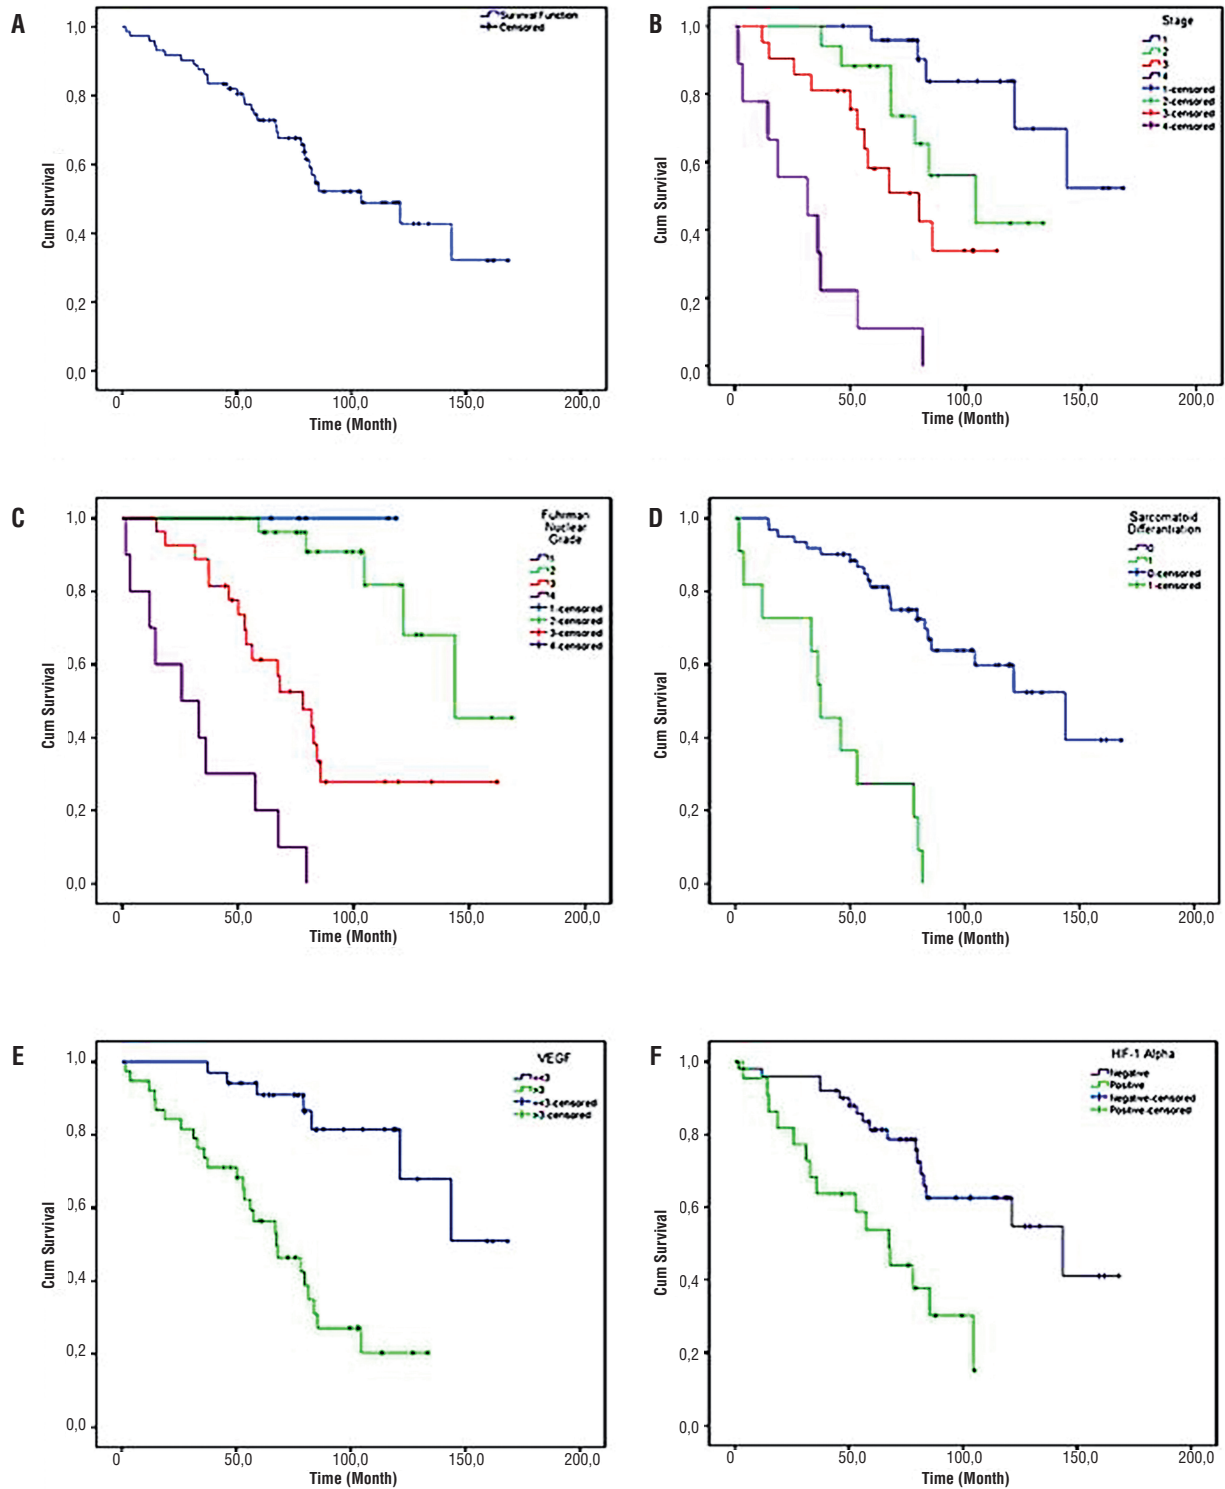 A
Survival Function
Censored
1,0
0,8
0,6
0,4
0,2
0,0
Cum Survival
0 50,0 100,0 150,0 200,0
Time (Month)
B
Stage
1
2
3
4
1-censored
2-censored
3-censored
4-censored
1,0
0,8
0,6
0,4
0,2
0,0
Cum Survival
0 50,0 100,0 150,0 200,0
Time (Month)
C
Fuhrman
Nuclear
Grade
1
2
3
4
1-censored
2-censored
3-censored
4-censored
1,0
0,8
0,6
0,4
0,2
0,0
Cum Survival
0 50,0 100,0 150,0 200,0
Time (Month)
D
Sarcomatoid
Differantiation
0
1
0-censored
1-censored
1,0
0,8
0,6
0,4
0,2
0,0
Cum Survival
0 50,0 100,0 150,0 200,0
Time (Month)
E
VEGF
=<3
>3
=<3-censored
>3-censored
1,0
0,8
0,6
0,4
0,2
0,0
Cum Survival
0 50,0 100,0 150,0 200,0
Time (Month)
F
HIF-1 Alpha
Negative
Positive
Negative-censored
Positive-censored
1,0
0,8
0,6
0,4
0,2
0,0
Cum Survival
0 50,0 100,0 150,0 200,0
Time (Month)